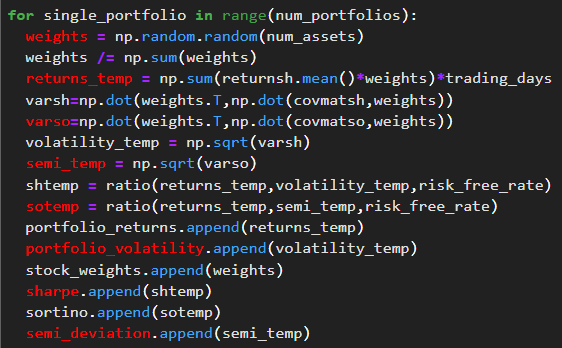 for single_portfolio in range(num_portfolios):
weights = np.random.random(num_assets)
weights /= np.sum(weights)
returns_temp = np.sum(returnsh.mean()*weights)*trading_days
varsh=np.dot(weights.T,np.dot(covmatsh,weights))
varso=np.dot(weights.T,np.dot(covmatso,weights))
volatility_temp = np.sqrt(varsh)
semi_temp = np.sqrt(varso)
shtemp = ratio(returns_temp,volatility_temp,risk_free_rate)
sotemp = ratio(returns_temp,semi_temp,risk_free_rate)
portfolio_returns.append(returns_temp)
portfolio_volatility.append(volatility_temp)
stock_weights.append(weights)
sharpe.append(shtemp)
sortino.append(sotemp)
semi_deviation.append(semi_temp)